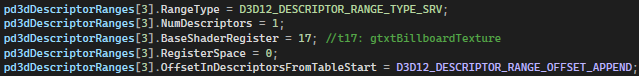 pd3dDescriptorRanges[3].RangeType = D3D12_DESCRIPTOR_RANGE_TYPE_SRV;
pd3dDescriptorRanges[3].NumDescriptors = 1;
pd3dDescriptorRanges[3].BaseShaderRegister = 17; //t17: gtxtBillboardTexture
pd3dDescriptorRanges[3].RegisterSpace = 0;
pd3dDescriptorRanges[3].OffsetInDescriptorsFromTableStart = D3D12_DESCRIPTOR_RANGE_OFFSET_APPEND;